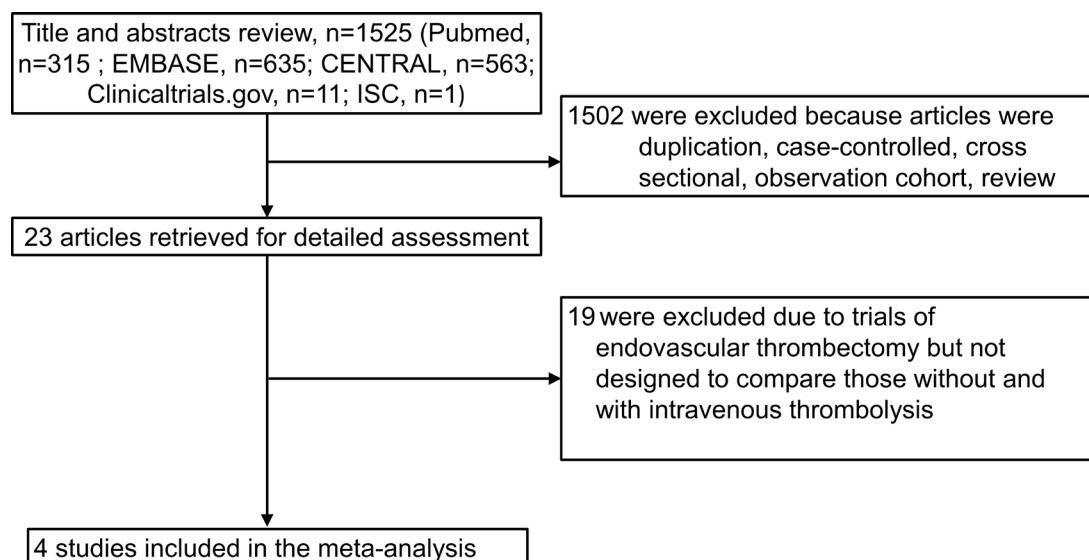 Title and abstracts review, n=1525 (Pubmed,
n=315 ; EMBASE, n=635; CENTRAL, n=563;
Clinicaltrials.gov, n=11; ISC, n=1)
1502 were excluded because articles were
duplication, case-controlled, cross
sectional, observation cohort, review
23 articles retrieved for detailed assessment
19 were excluded due to trials of
endovascular thrombectomy but not
designed to compare those without and
with intravenous thrombolysis
4 studies included in the meta-analysis